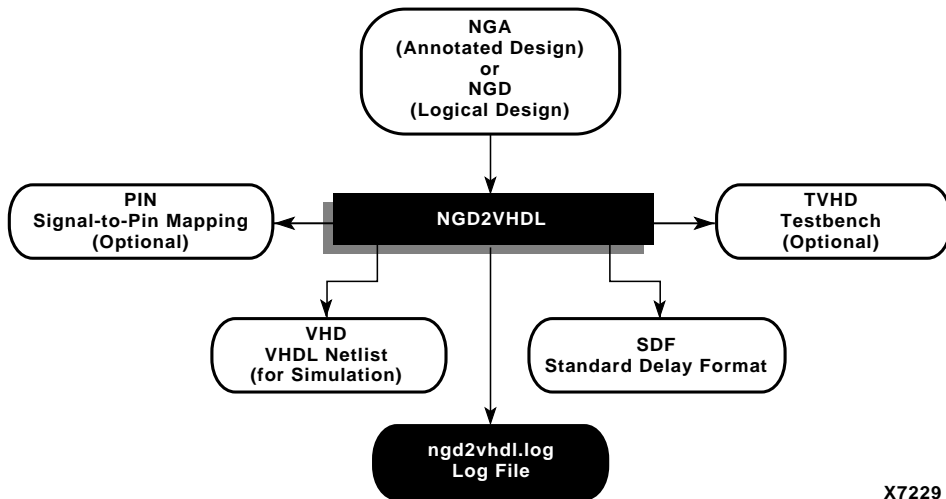 NGA
(Annotated Design)
or
NGD
(Logical Design)
PIN
Signal-to-Pin Mapping
(Optional)
NGD2VHDL
TVHD
Testbench
(Optional)
VHD
VHDL Netlist
(for Simulation)
SDF
Standard Delay Format
ngd2vhdl.log
Log File
X7229